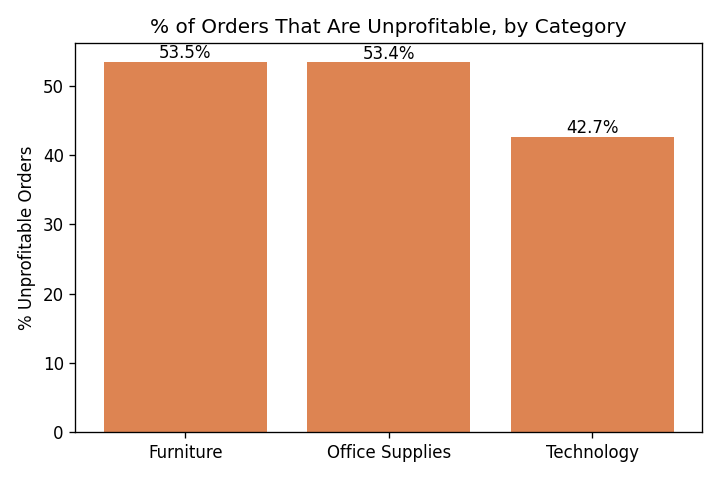 % of Orders That Are Unprofitable, by Category
53.5%
53.4%
42.7%
% Unprofitable Orders
50
40
30
20
10
0
Furniture
Office Supplies
Technology